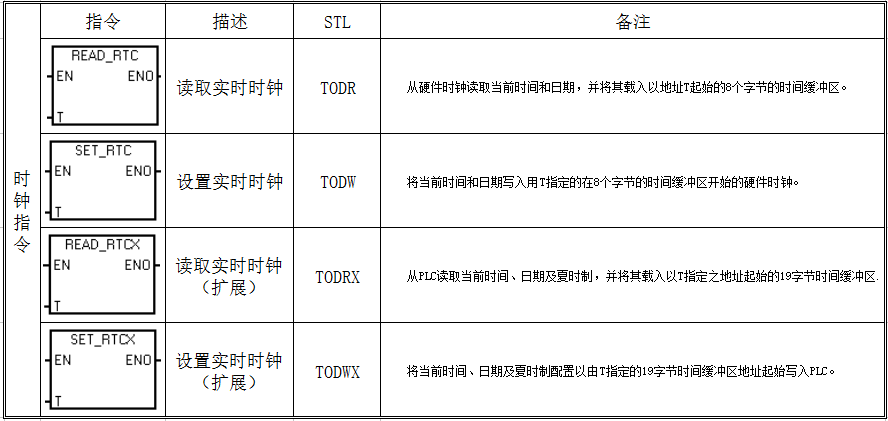 指令 描述 STL 备注
时钟指令
READ_RTC
EN ENO
T
读取实时时钟
TODR
从硬件时钟读取当前时间和日期，并将其载入以地址T起始的8个字节的时间缓冲区。
SET_RTC
EN ENO
T
设置实时时钟
TODW
将当前时间和日期写入用T指定的在8个字节的时间缓冲区开始的硬件时钟。
READ_RTCX
EN ENO
T
读取实时时钟
（扩展）
TODRX
从PLC读取当前时间、日期及夏时制，并将其载入以T指定之地址起始的19字节时间缓冲区.
SET_RTCX
EN ENO
T
设置实时时钟
（扩展）
TODWX
将当前时间、日期及夏时制配置以由T指定的19字节时间缓冲区地址起始写入PLC。